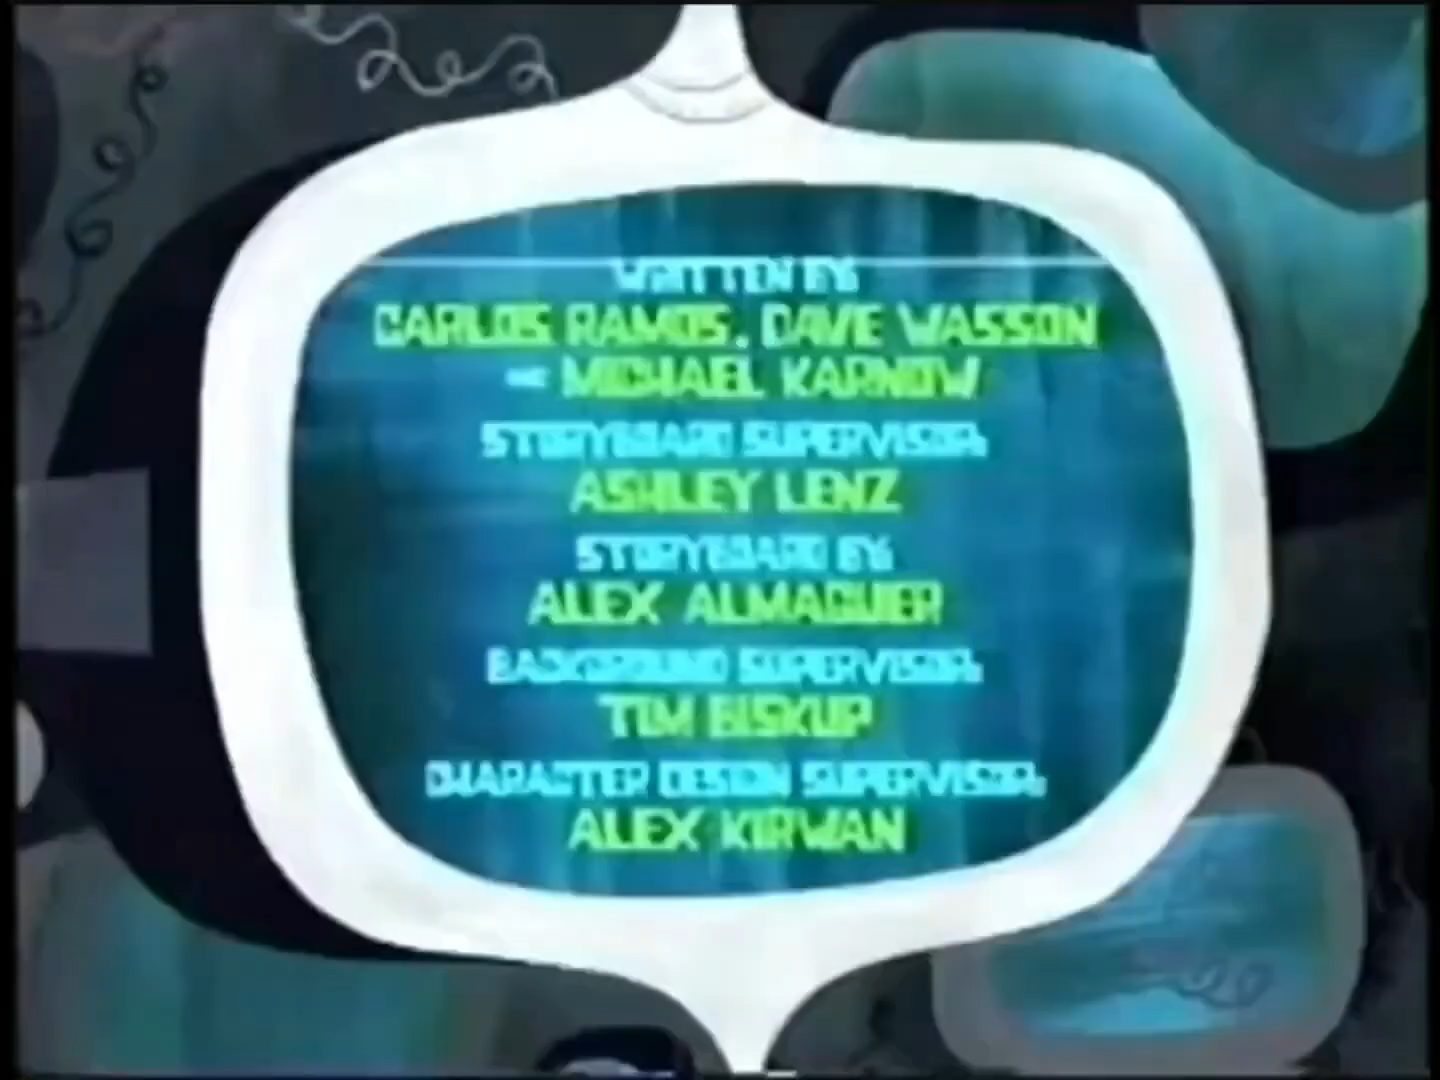 WRITTEN BY:
CARLOS RAMOS, DAVE WASSON
MICHAEL KARNOW
STORYBOARD SUPERVISOR:
ASHLEY LENZ
STORYBOARD BY:
ALEX ALMAGUER
BACKGROUND SUPERVISOR:
TIM BISKUP
CHARACTER DESIGN SUPERVISOR:
ALEX KIRWAN